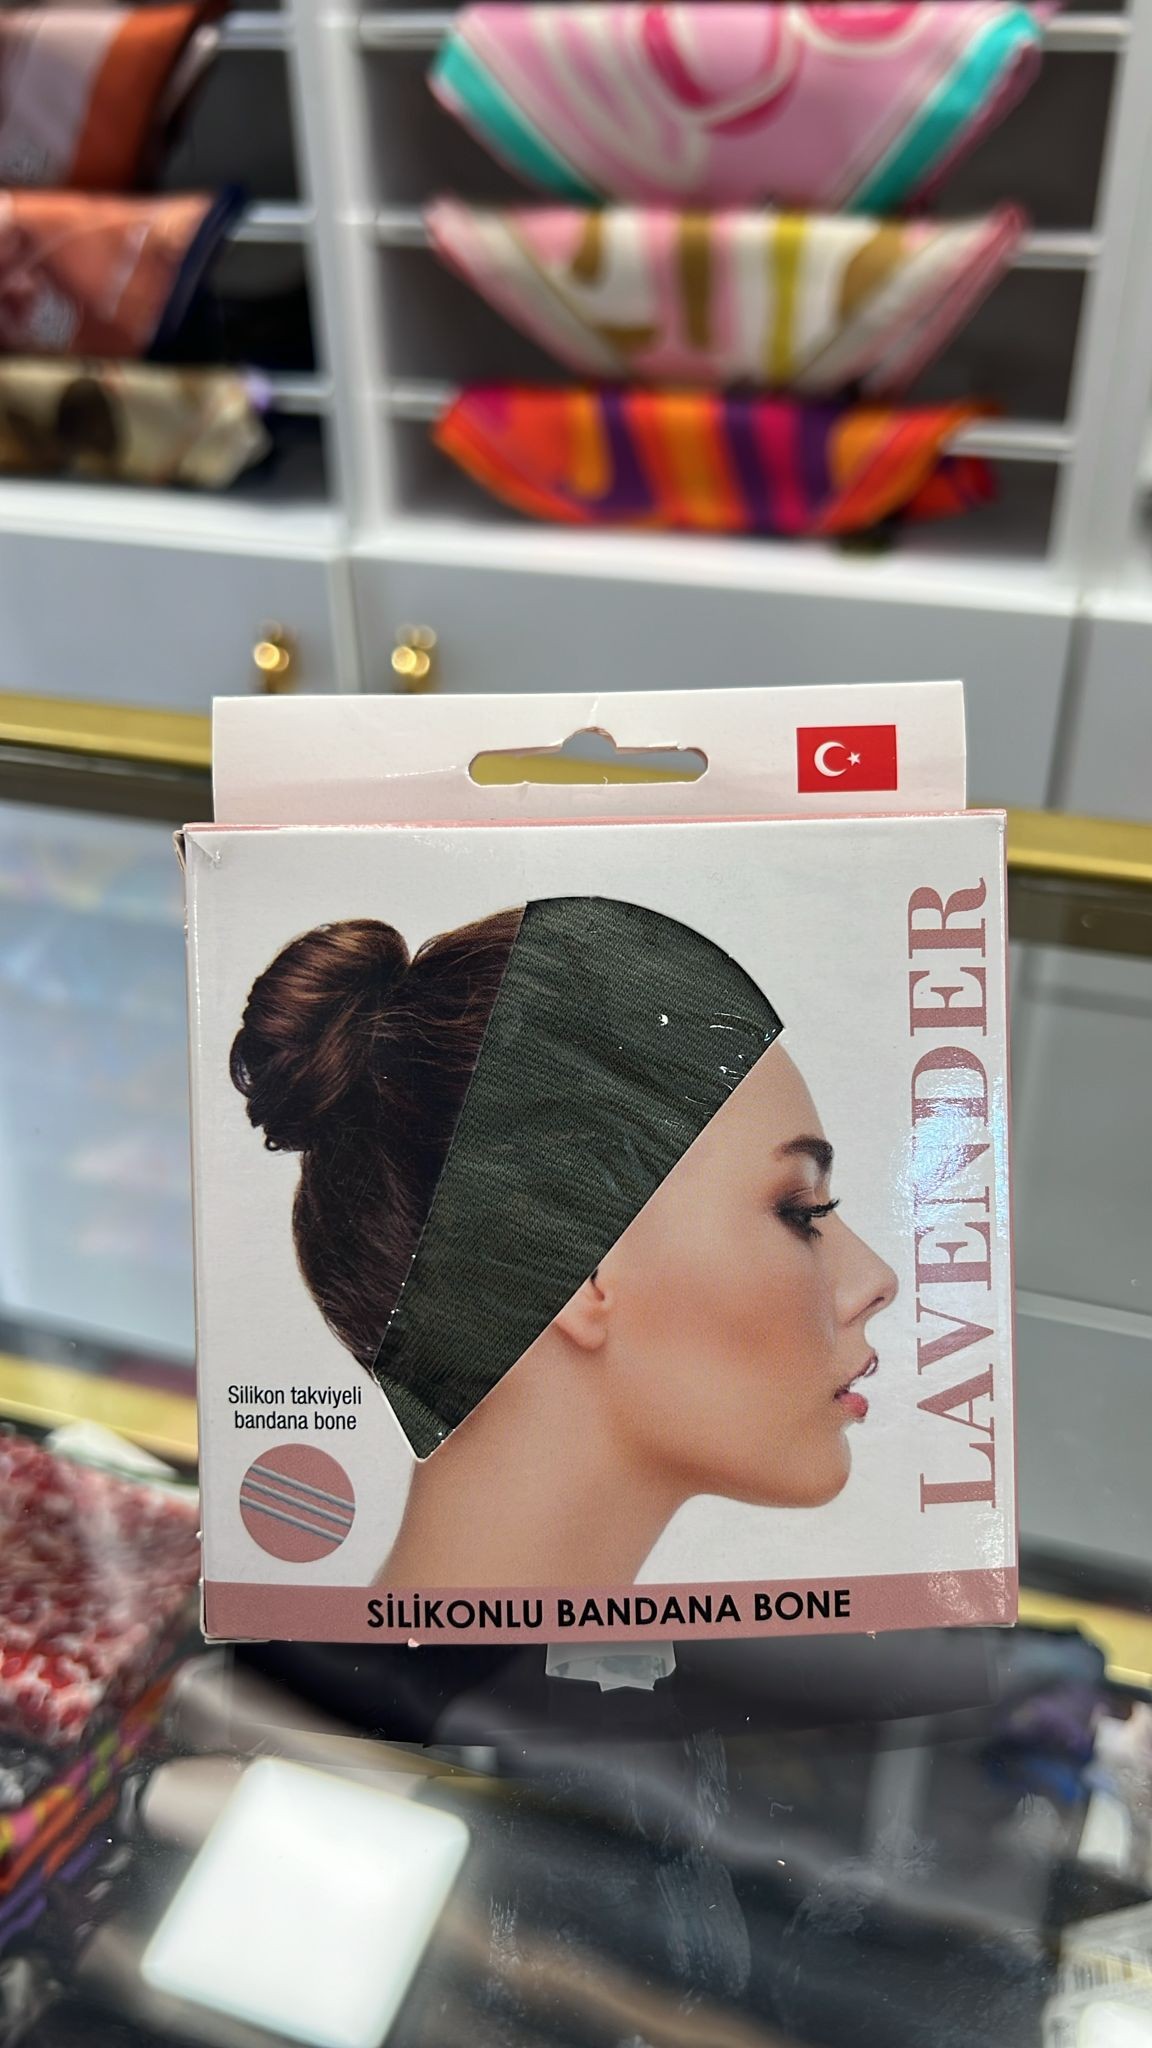 LAVENDER
Silikon takviyeli
bandana bone
SİLİKONLU BANDANA BONE